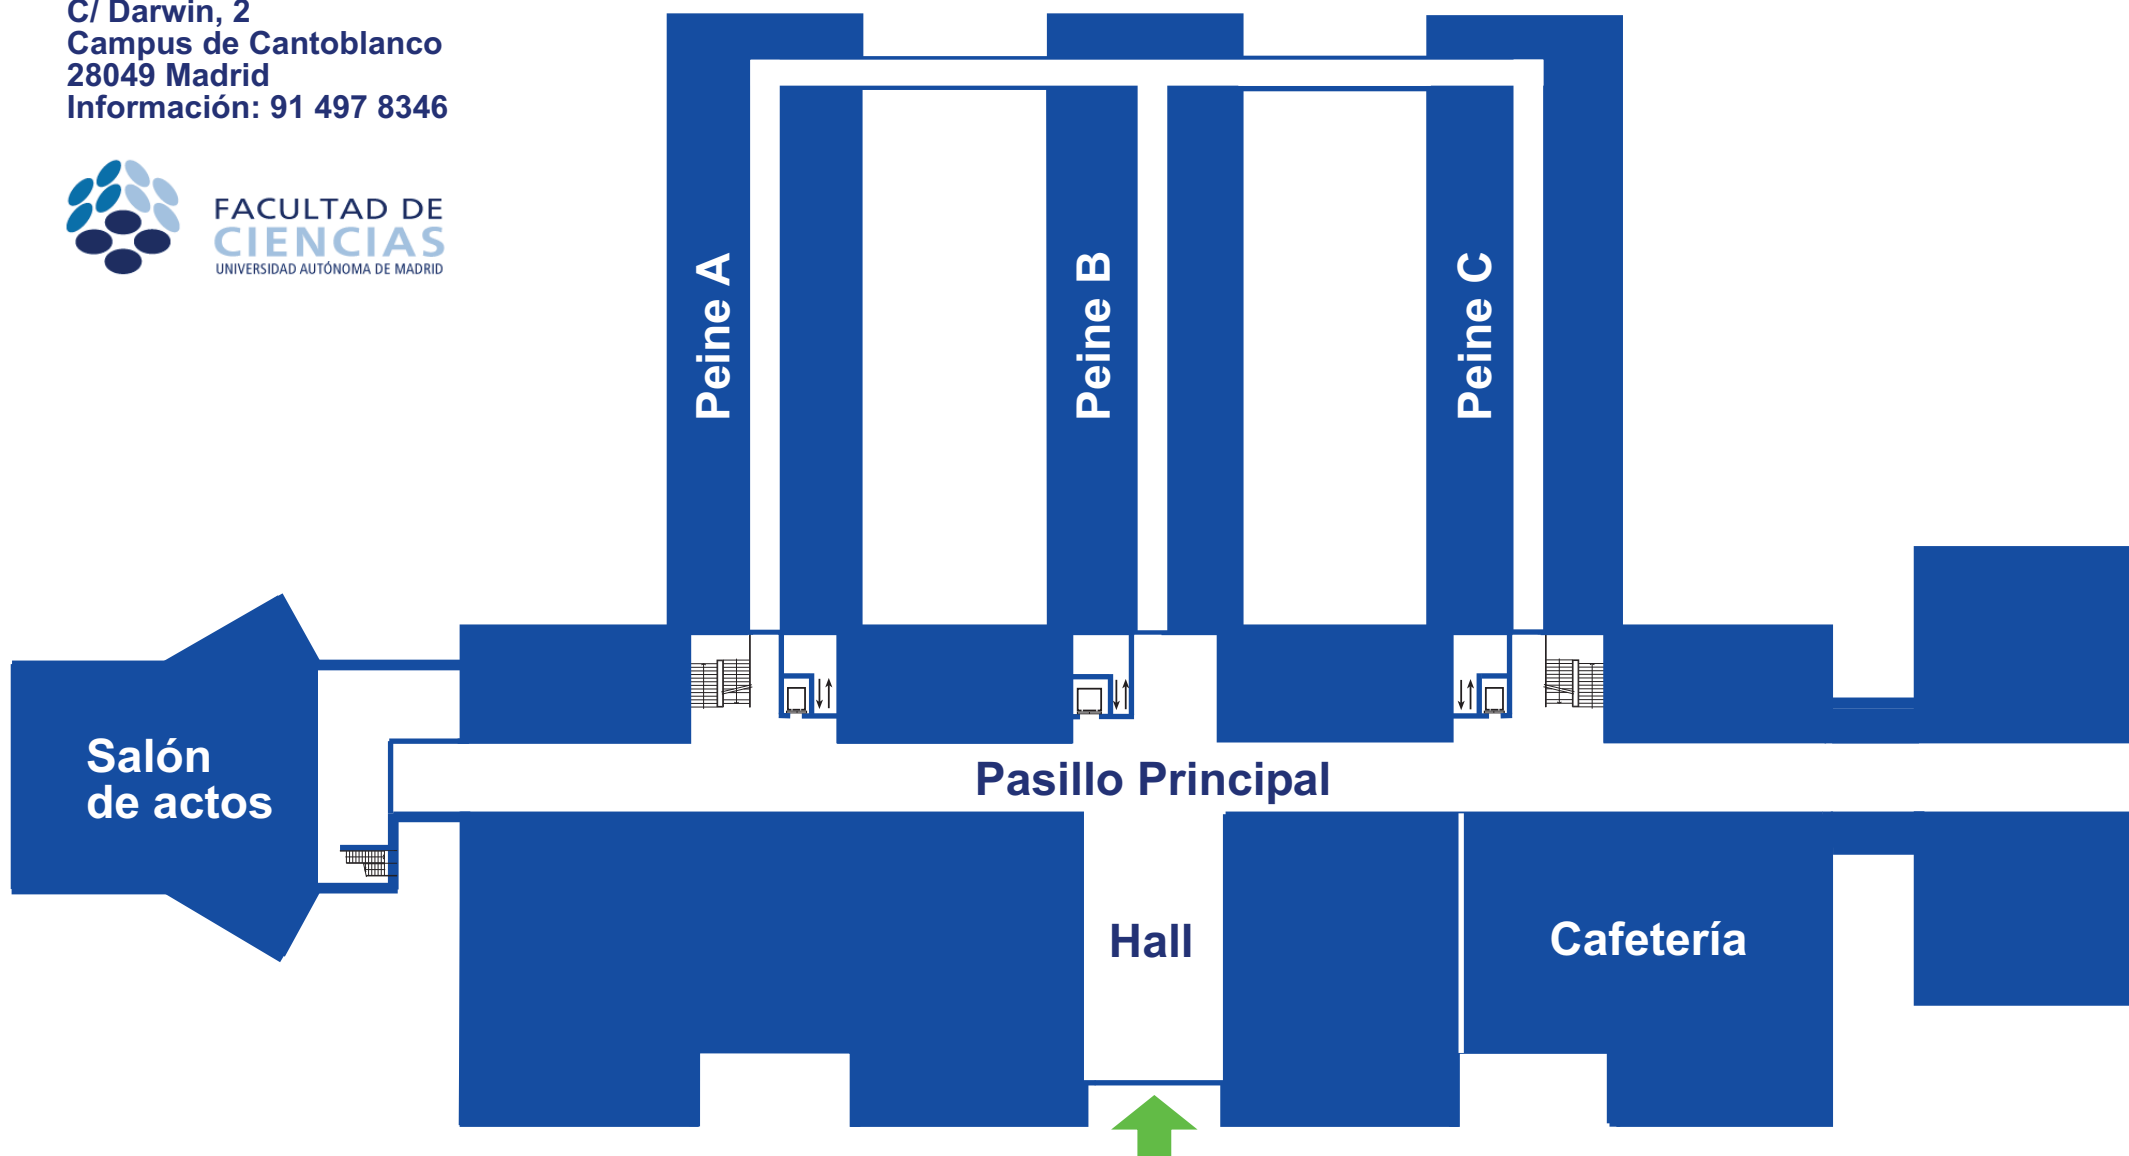 C/ Darwin, 2
Campus de Cantoblanco
28049 Madrid
Información: 91 497 8346
FACULTAD DE
CIENCIAS
UNIVERSIDAD AUTÓNOMA DE MADRID
Peine A
Peine B
Peine C
Salón
de actos
Pasillo Principal
Hall
Cafetería